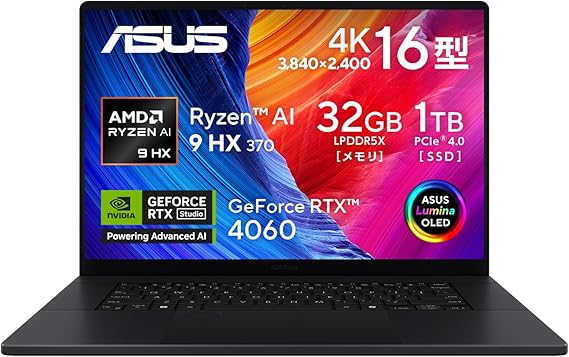 ASUS
4K
3,840×2,400
16型
AMD
RYZEN AI
9 HX
Ryzen™ AI
9 HX 370
32GB
LPDDR5X
[メモリ]
1TB
PCIe® 4.0
[SSD]
NVIDIA
GEFORCE
RTX Studio
Powering Advanced AI
GeForce RTX™
4060
ASUS
Lumina
OLED